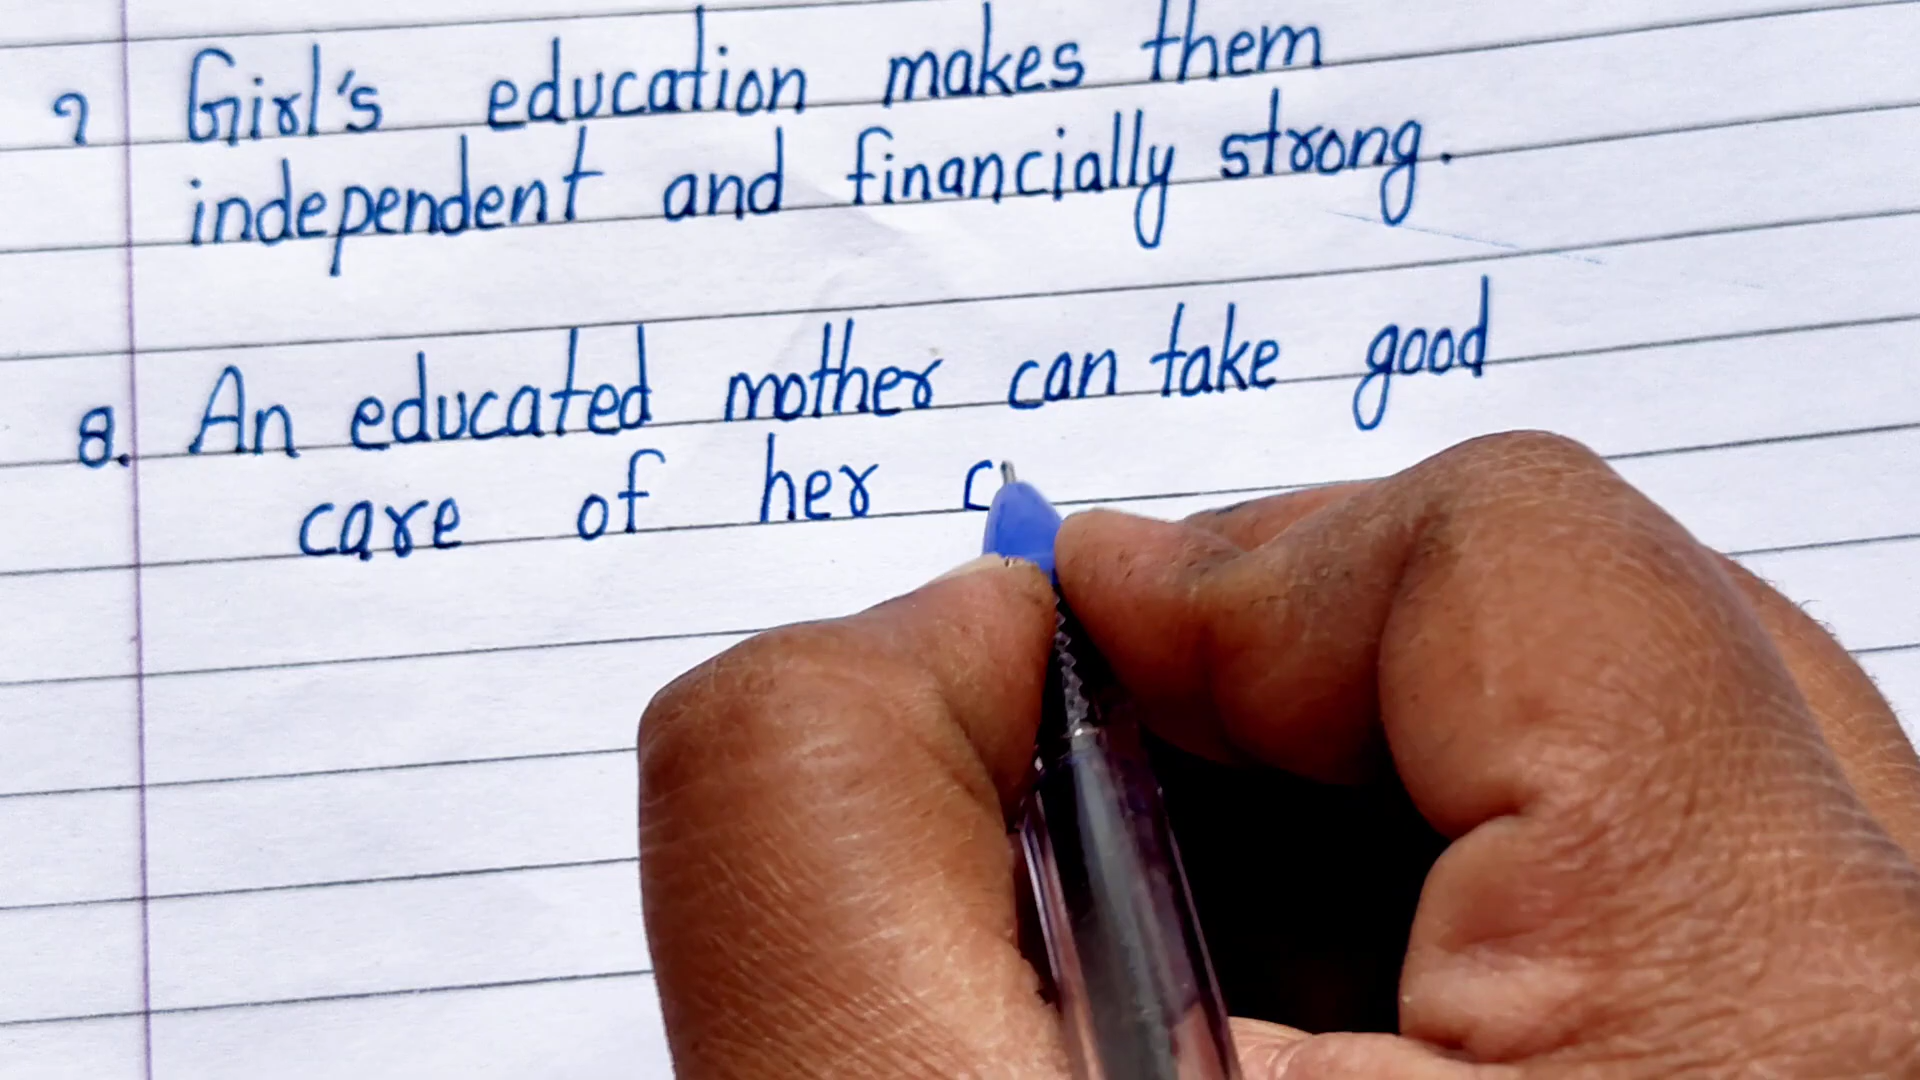 7 Girl's education makes them
independent and financially strong.
8. An educated mother can take good
care of her c